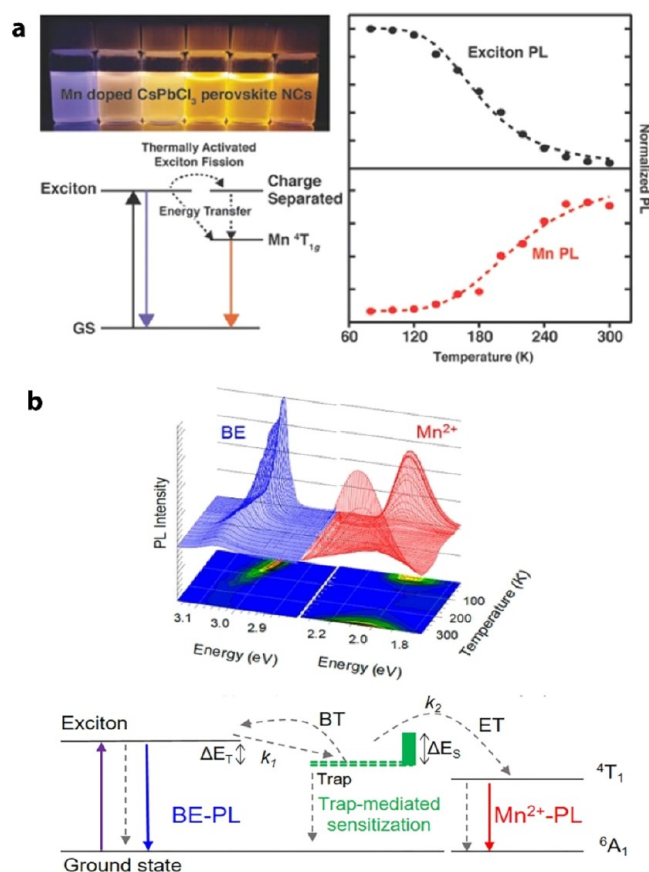 a
Mn doped CsPbCl₃ perovskite NCs
Thermally Activated
Exciton Fission
Exciton
Charge
Separated
Energy Transfer
Mn ⁴T₁g
GS
Exciton PL
Mn PL
Normalized PL
60 120 180 240 300
Temperature (K)
b
BE
Mn²⁺
PL Intensity
3.1 3.0 2.9 2.2 2.0 1.8
Energy (eV) Energy (eV)
100
200
300
Temperature (K)
Exciton
BT
k₂
ET
ΔE_T
k₁
ΔE_S
Trap
⁴T₁
BE-PL
Trap-mediated
sensitization
Mn²⁺-PL
⁶A₁
Ground state